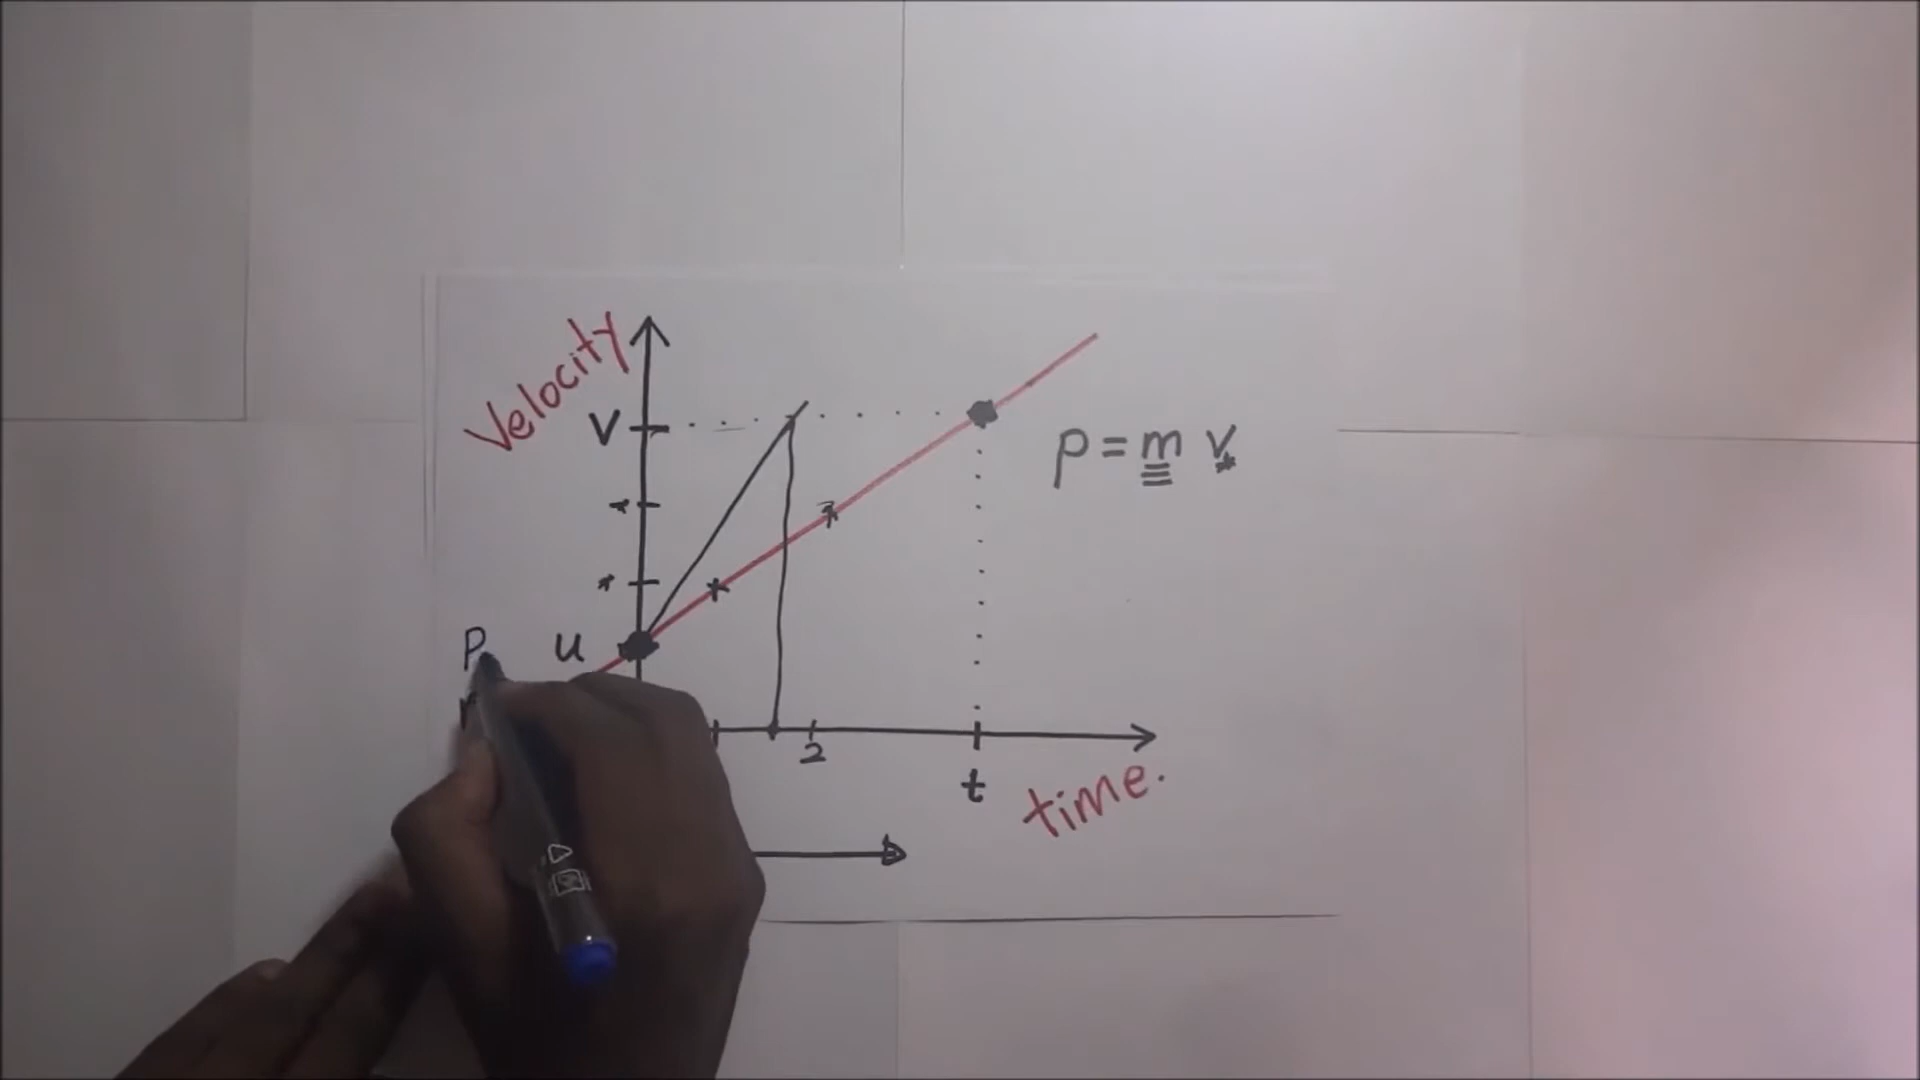 Velocity
V
p = m v
P
u
2
t
time.